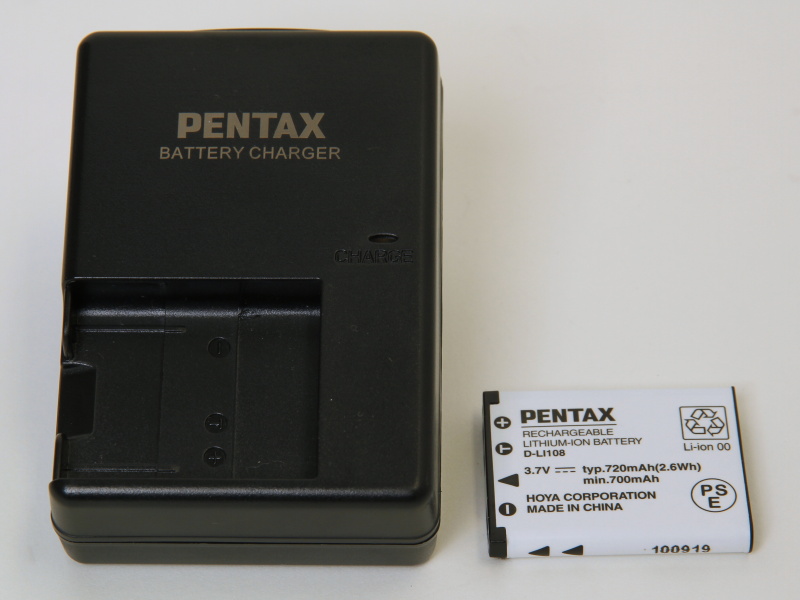 PENTAX
BATTERY CHARGER
CHARGE
PENTAX
RECHARGEABLE
LITHIUM-ION BATTERY
D-LI108
Li-ion 00
3.7V typ.720mAh(2.6Wh)
min.700mAh
HOYA CORPORATION
MADE IN CHINA
PS
E
100919